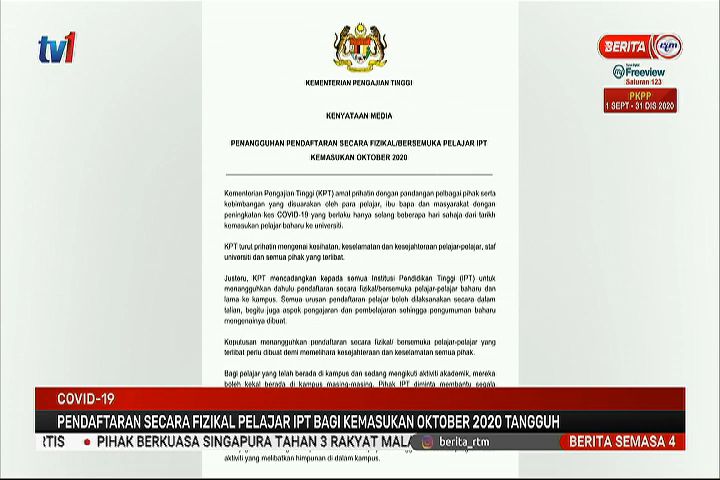 tv1
BERITA rtm
mytv Freeview
Saluran 123
PKPP
1 SEPT - 31 DIS 2020
KEMENTERIAN PENGAJIAN TINGGI
KENYATAAN MEDIA
PENANGGUHAN PENDAFTARAN SECARA FIZIKAL/BERSEMUKA PELAJAR IPT
KEMASUKAN OKTOBER 2020
Kementerian Pengajian Tinggi (KPT) amat prihatin dengan pandangan pelbagai pihak serta
kebimbangan yang disuarakan oleh para pelajar, ibu bapa dan masyarakat dengan
peningkatan kes COVID-19 yang berlaku hanya selang beberapa hari sahaja dari tarikh
kemasukan pelajar baharu ke universiti.
KPT turut prihatin mengenai kesihatan, keselamatan dan kesejahteraan pelajar-pelajar, staf
universiti dan semua pihak yang terlibat.
Justeru, KPT mencadangkan kepada semua Institusi Pendidikan Tinggi (IPT) untuk
menangguhkan dahulu pendaftaran secara fizikal/bersemuka pelajar-pelajar baharu dan
lama ke kampus. Semua urusan pendaftaran pelajar boleh dilaksanakan secara dalam
talian, begitu juga aspek pengajaran dan pembelajaran sehingga pengumuman baharu
mengenainya dibuat.
Keputusan menangguhkan pendaftaran secara fizikal/ bersemuka pelajar-pelajar yang
terlibat perlu dibuat demi memelihara kesejahteraan dan keselamatan semua pihak.
Bagi pelajar yang telah berada di kampus dan sedang mengikuti aktiviti akademik, mereka
boleh kekal berada di kampus masing-masing. Pihak IPT diminta membantu segala
COVID-19
PENDAFTARAN SECARA FIZIKAL PELAJAR IPT BAGI KEMASUKAN OKTOBER 2020 TANGGUH
RTIS • PIHAK BERKUASA SINGAPURA TAHAN 3 RAKYAT MALA berita_rtm BERITA SEMASA 4
aktiviti yang melibatkan himpunan di dalam kampus.